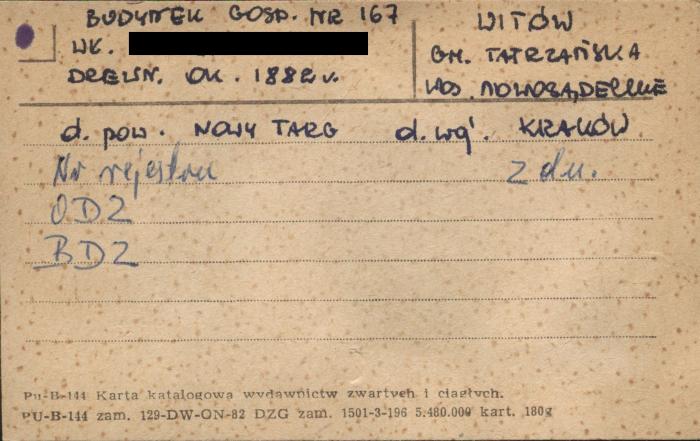 BUDYNEK GOSP. NR 167
WŁ.
DREWN. OK. 1882 r.
WITÓW
GM. TATRZAŃSKA
WOJ. NOWOSĄDECKIE
d. pow. NOWY TARG d. woj. KRAKÓW
Nr rejestru z dn.
ODZ
BDZ
PU-B-144 Karta katalogowa wydawnictw zwartych i ciągłych.
PU-B-144 zam. 129-DW-ON-82 DZG zam. 1501-3-196 5.480.000 kart. 180g